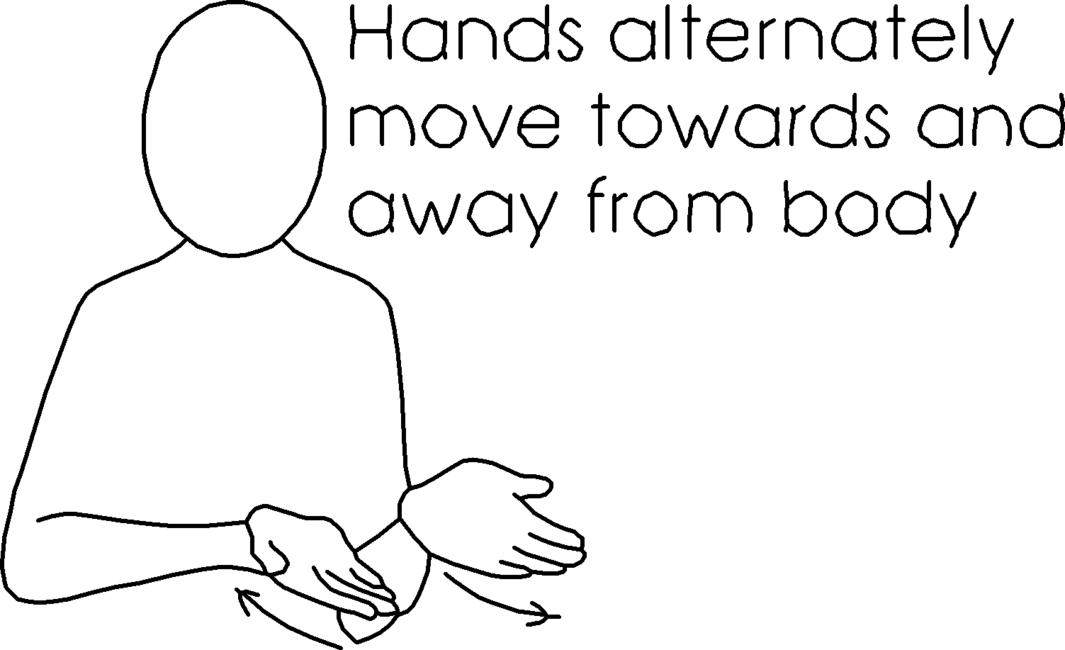 Hands alternately
move towards and
away from body